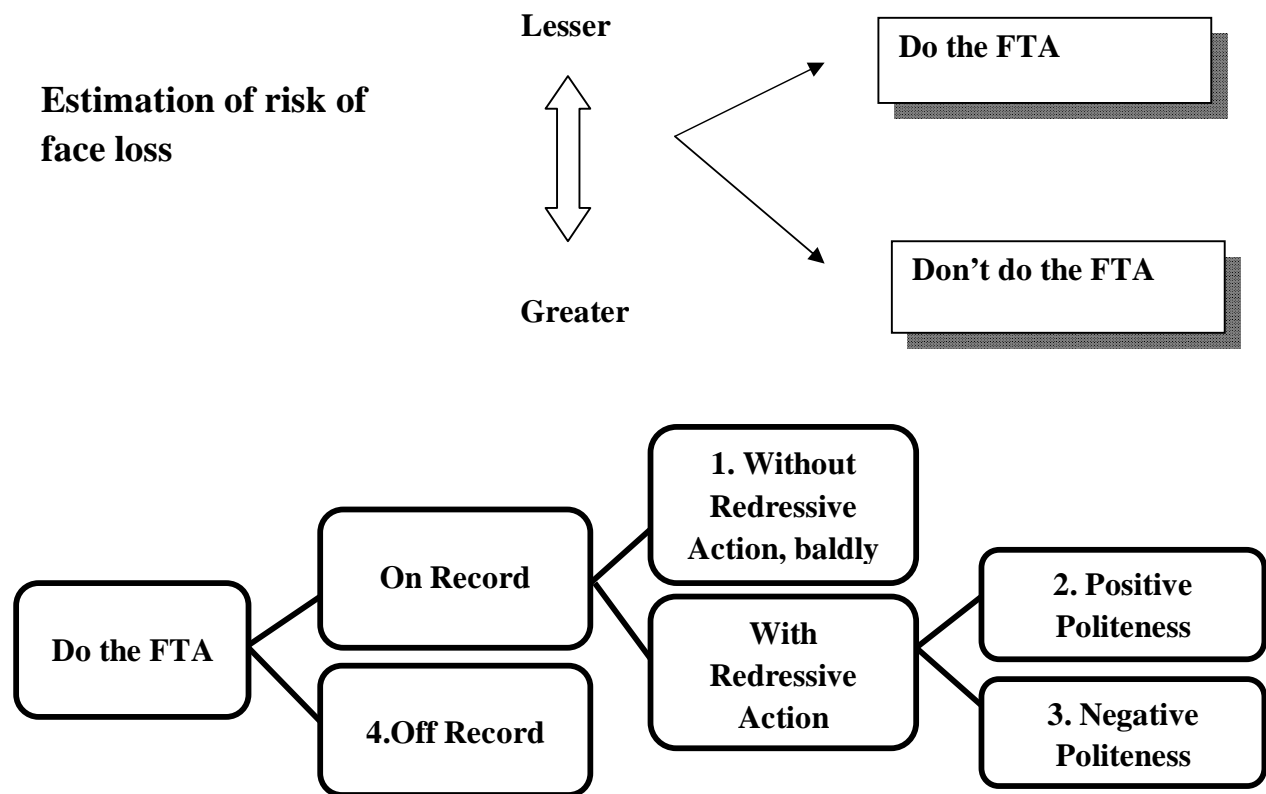 Lesser
Do the FTA
Estimation of risk of
face loss
Don’t do the FTA
Greater
1. Without
Redressive
Action, baldly
On Record
2. Positive
Politeness
Do the FTA
With
Redressive
Action
4.Off Record
3. Negative
Politeness